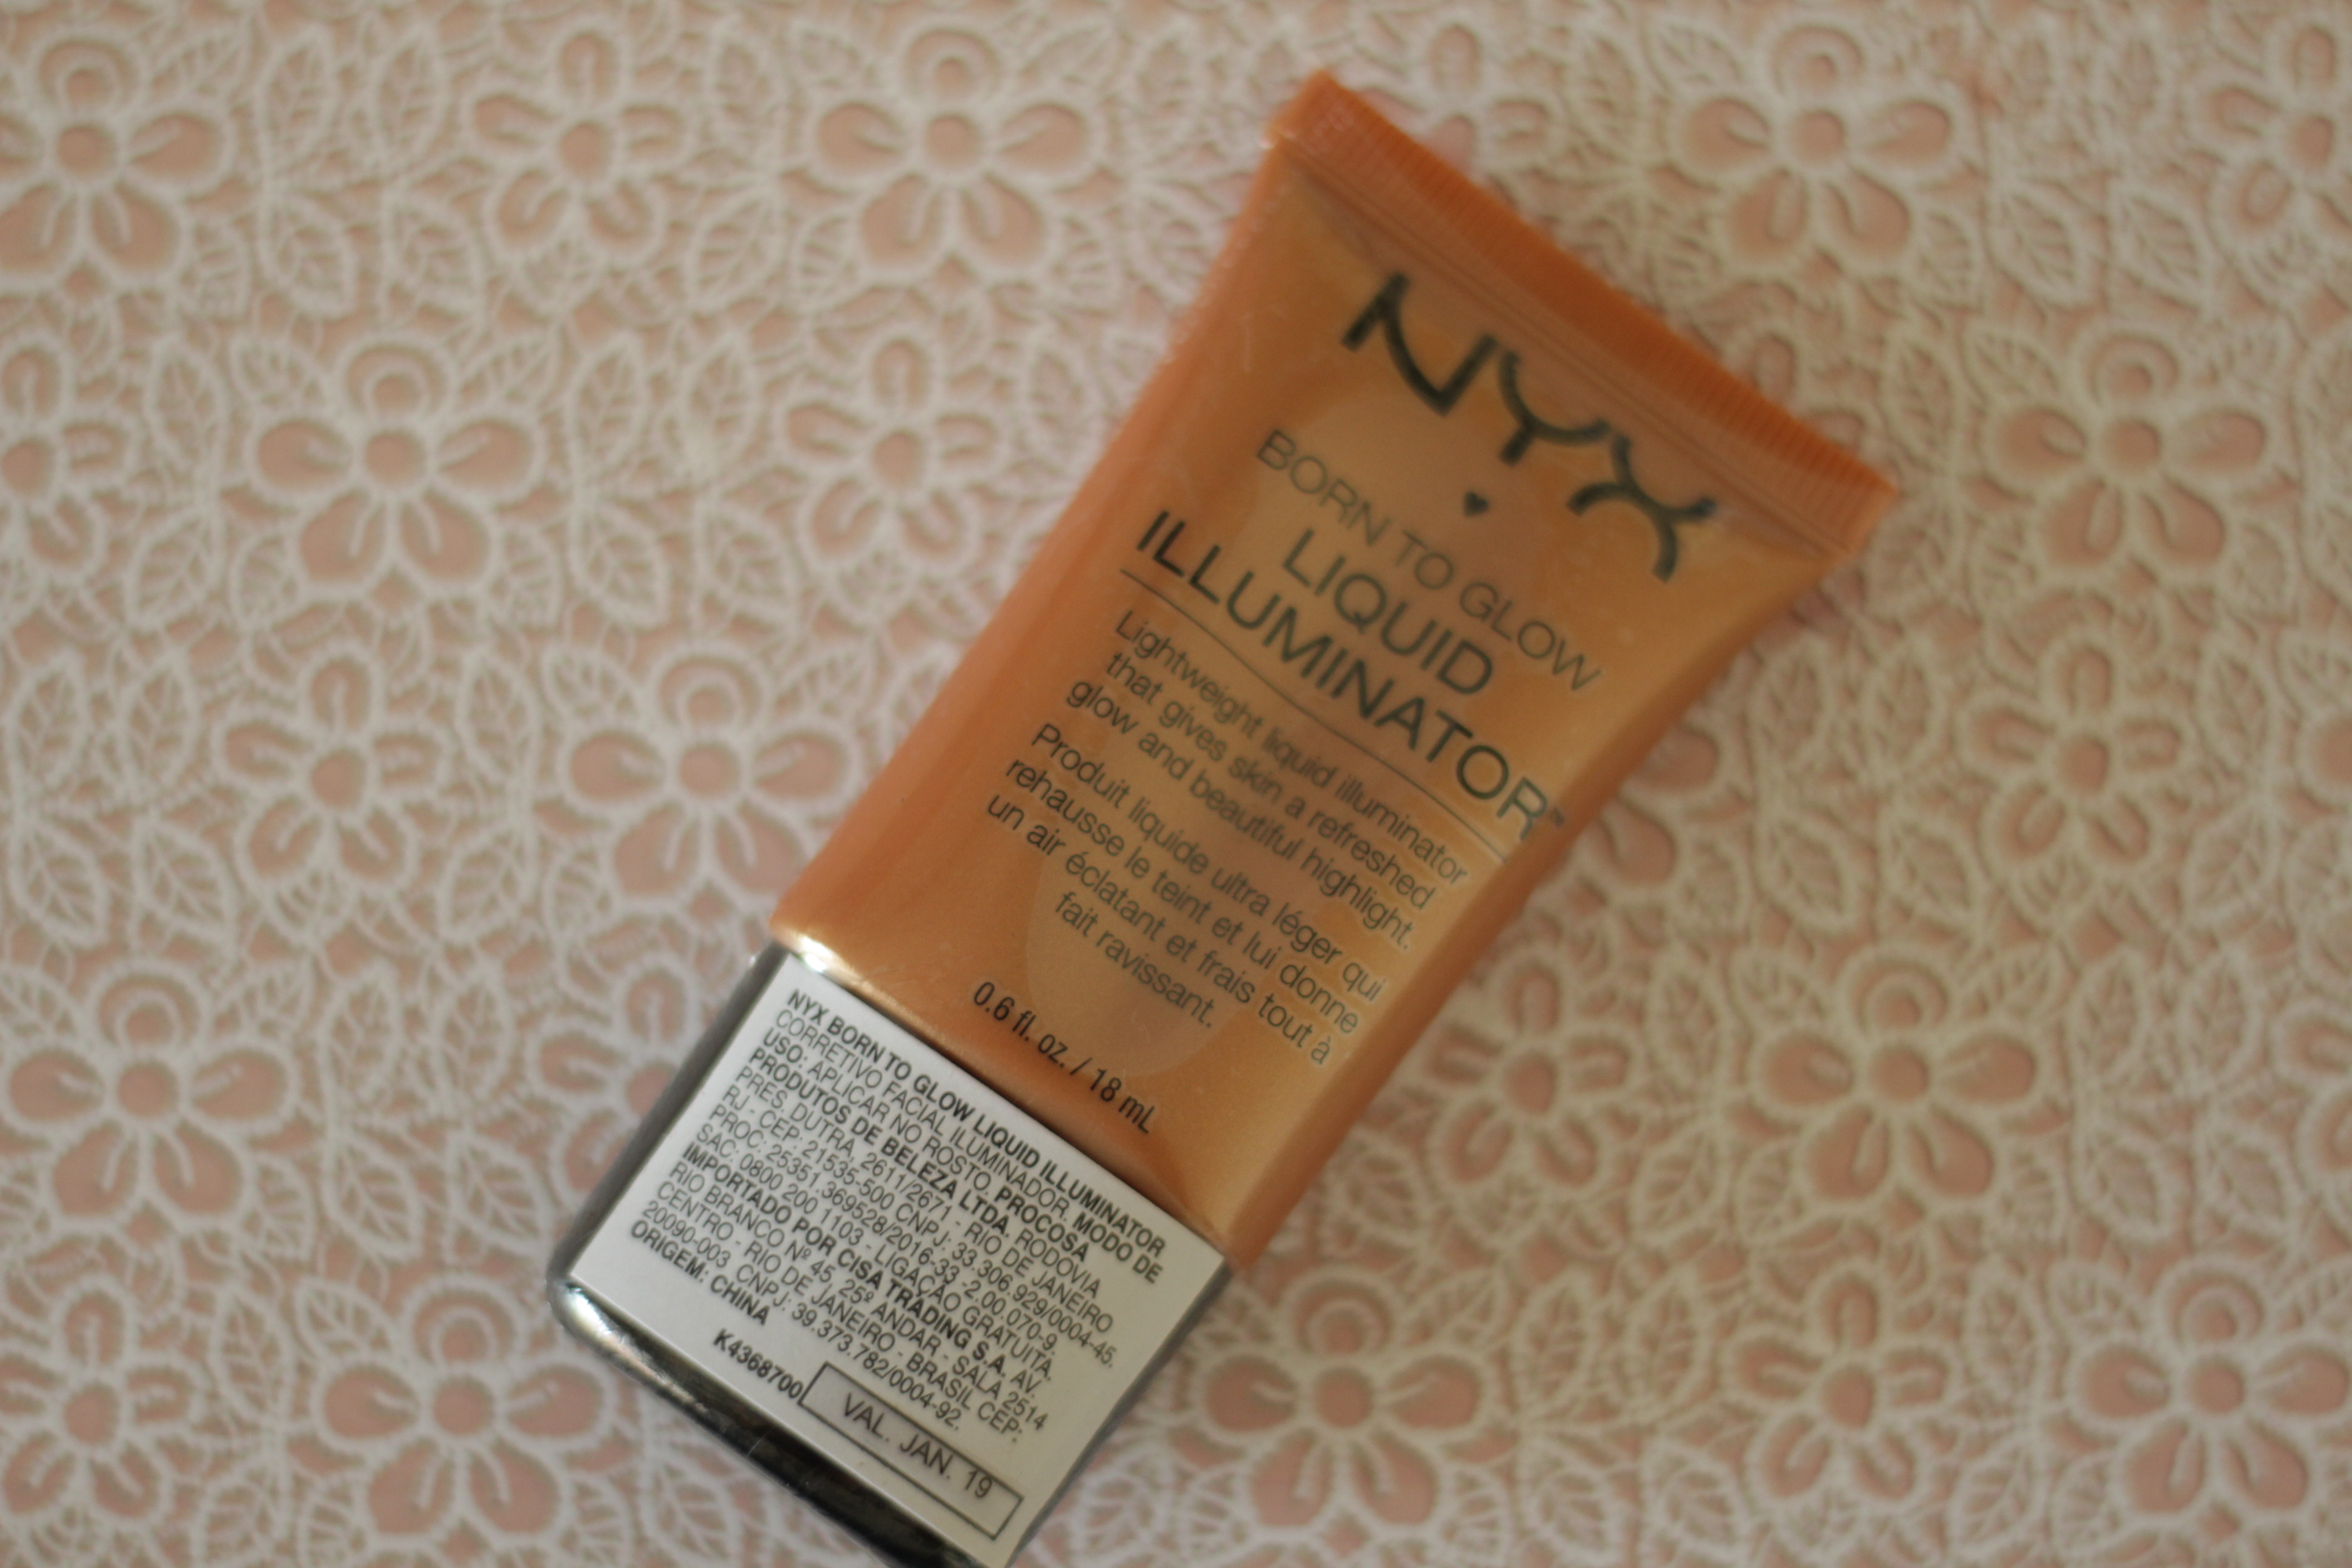 NYX
BORN TO GLOW
LIQUID
ILLUMINATOR™
Lightweight liquid illuminator
that gives skin a refreshed
glow and beautiful highlight.
Produit liquide ultra léger qui
rehausse le teint et lui donne
un air éclatant et frais tout à
fait ravissant.
0.6 fl. oz. / 18 mL
NYX BORN TO GLOW LIQUID ILLUMINATOR
CORRETIVO FACIAL ILUMINADOR. MODO DE
USO: APLICAR NO ROSTO. PROCOSA
PRODUTOS DE BELEZA LTDA. RODOVIA
PRES. DUTRA, 2611/2671 - RIO DE JANEIRO
RJ - CEP: 21535-500 CNPJ: 33.306.929/0004-45.
PROC: 25351.369528/2016-33 -2.00.070-9.
SAC: 0800 200 1103 - LIGAÇÃO GRATUITA.
IMPORTADO POR CISA TRADING S.A. AV.
RIO BRANCO Nº 45, 25º ANDAR - SALA 2514
CENTRO - RIO DE JANEIRO - BRASIL CEP:
20090-003 CNPJ: 39.373.782/0004-92.
ORIGEM: CHINA
K4368700
VAL. JAN. 19